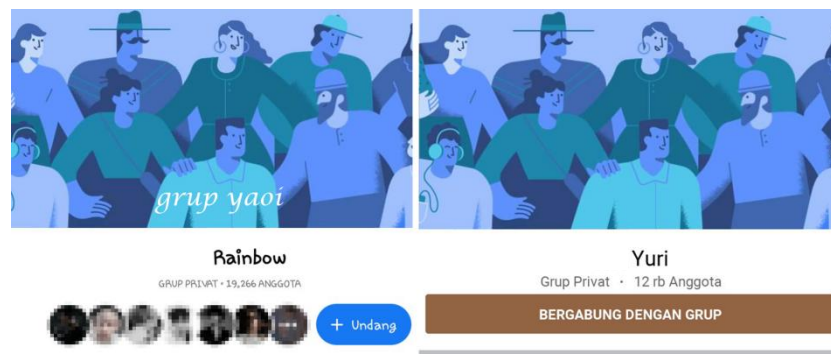 grup yaoi
Rainbow
GRUP PRIVAT • 19,266 ANGGOTA
+ Undang
Yuri
Grup Privat · 12 rb Anggota
BERGABUNG DENGAN GRUP